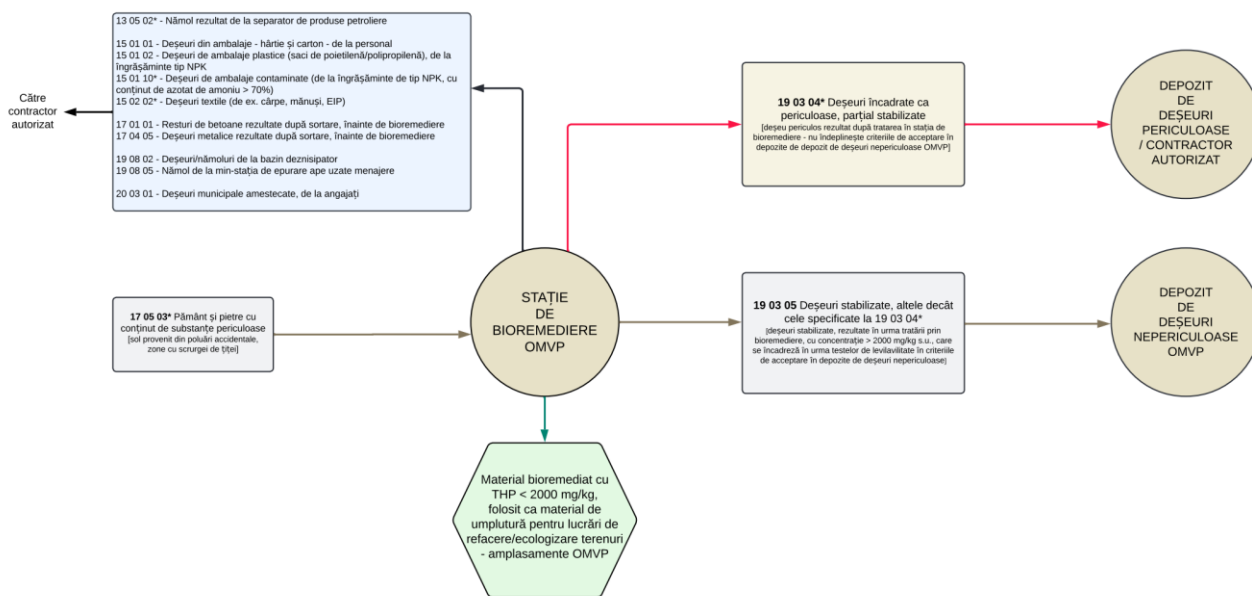 13 05 02* - Nămol rezultat de la separator de produse petroliere
15 01 01 - Deșeuri din ambalaje - hârtie și carton - de la personal
15 01 02 - Deșeuri de ambalaje plastice (saci de poietilenă/polipropilenă), de la
îngrășăminte tip NPK
15 01 10* - Deșeuri de ambalaje contaminate (de la îngrășăminte de tip NPK, cu
conținut de azotat de amoniu > 70%)
15 02 02* - Deșeuri textile (de ex. cârpe, mănuși, EIP)
17 01 01 - Resturi de betoane rezultate după sortare, înainte de bioremediere
17 04 05 - Deșeuri metalice rezultate după sortare, înainte de bioremediere
19 08 02 - Deșeuri/nămoluri de la bazin deznisipator
19 08 05 - Nămol de la min-stația de epurare ape uzate menajere
20 03 01 - Deșeuri municipale amestecate, de la angajați
Către
contractor
autorizat
19 03 04* Deșeuri încadrate ca
periculoase, parțial stabilizate
[deșeu periculos rezultat după tratarea în stația de
bioremediere - nu îndeplinește criteriile de acceptare în
depozite de depozit de deșeuri nepericuloase OMVP]
DEPOZIT
DE
DEȘEURI
PERICULOASE
/ CONTRACTOR
AUTORIZAT
17 05 03* Pământ și pietre cu
conținut de substanțe periculoase
[sol provenit din poluări accidentale,
zone cu scrurgei de țiței]
STAȚIE
DE
BIOREMEDIERE
OMVP
19 03 05 Deșeuri stabilizate, altele decât
cele specificate la 19 03 04*
[deșeuri stabilizate, rezultate în urma tratării prin
bioremediere, cu concentrație > 2000 mg/kg s.u., care
se încadreză în urma testelor de levilavilitate în criteriile
de acceptare în depozite de deșeuri nepericuloase]
DEPOZIT
DE
DEȘEURI
NEPERICULOASE
OMVP
Material bioremediat cu
THP < 2000 mg/kg,
folosit ca material de
umplutură pentru lucrări de
refacere/ecologizare terenuri
- amplasamente OMVP